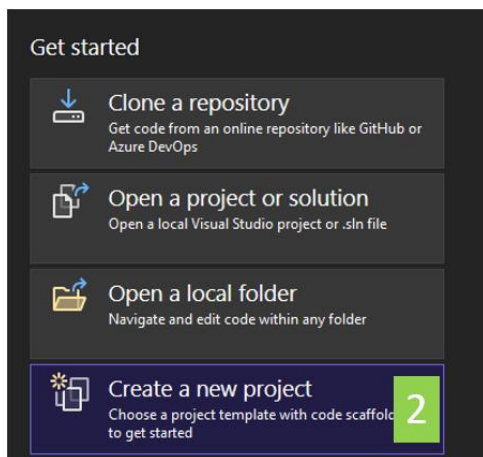 Get started
Clone a repository
Get code from an online repository like GitHub or
Azure DevOps
Open a project or solution
Open a local Visual Studio project or .sln file
Open a local folder
Navigate and edit code within any folder
Create a new project
Choose a project template with code scaffold
to get started
2